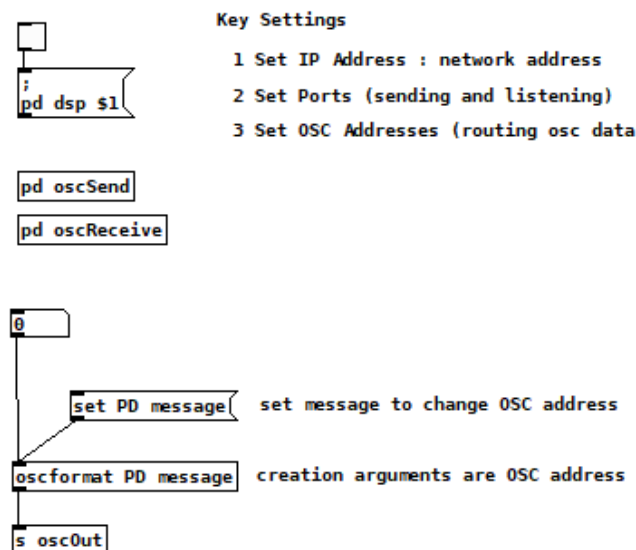 Key Settings
1 Set IP Address : network address
;
pd dsp $1
2 Set Ports (sending and listening)
3 Set OSC Addresses (routing osc data
pd oscSend
pd oscReceive
0
set PD message
set message to change OSC address
oscformat PD message
creation arguments are OSC address
s oscOut